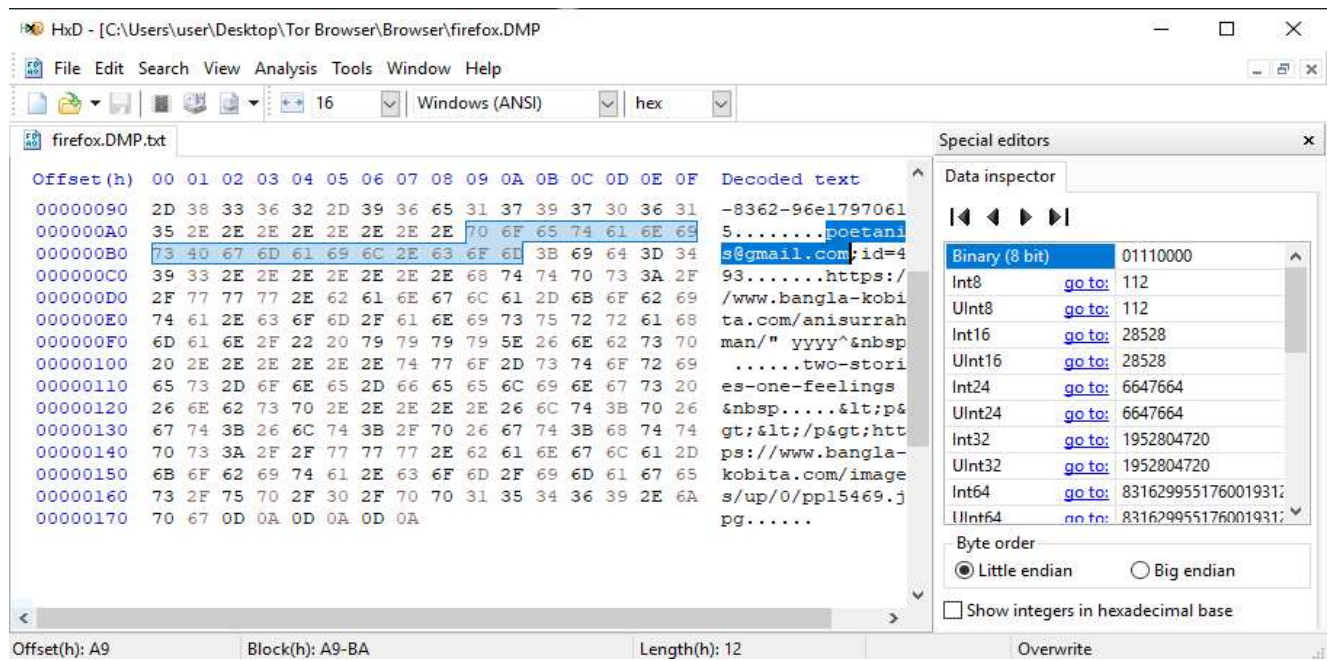 HxD - [C:\Users\user\Desktop\Tor Browser\Browser\firefox.DMP
File Edit Search View Analysis Tools Window Help
16 Windows (ANSI) hex
firefox.DMP.txt
Offset(h) 00 01 02 03 04 05 06 07 08 09 0A 0B 0C 0D 0E 0F Decoded text
00000090 2D 38 33 36 32 2D 39 36 65 31 37 39 37 30 36 31 -8362-96e1797061
000000A0 35 2E 2E 2E 2E 2E 2E 2E 2E 70 6F 65 74 61 6E 69 5........poetani
000000B0 73 40 67 6D 61 69 6C 2E 63 6F 6D 3B 69 64 3D 34 s@gmail.com;id=4
000000C0 39 33 2E 2E 2E 2E 2E 2E 2E 68 74 74 70 73 3A 2F 93.......https:/
000000D0 2F 77 77 77 2E 62 61 6E 67 6C 61 2D 6B 6F 62 69 /www.bangla-kobi
000000E0 74 61 2E 63 6F 6D 2F 61 6E 69 73 75 72 72 61 68 ta.com/anisurrah
000000F0 6D 61 6E 2F 22 20 79 79 79 79 5E 26 6E 62 73 70 man/" yyyy^&nbsp
00000100 20 2E 2E 2E 2E 2E 2E 74 77 6F 2D 73 74 6F 72 69 ......two-stori
00000110 65 73 2D 6F 6E 65 2D 66 65 65 6C 69 6E 67 73 20 es-one-feelings
00000120 26 6E 62 73 70 2E 2E 2E 2E 2E 26 6C 74 3B 70 26 &nbsp.....&lt;p&
00000130 67 74 3B 26 6C 74 3B 2F 70 26 67 74 3B 68 74 74 gt;&lt;/p&gt;htt
00000140 70 73 3A 2F 2F 77 77 77 2E 62 61 6E 67 6C 61 2D ps://www.bangla-
00000150 6B 6F 62 69 74 61 2E 63 6F 6D 2F 69 6D 61 67 65 kobita.com/image
00000160 73 2F 75 70 2F 30 2F 70 70 31 35 34 36 39 2E 6A s/up/0/pp15469.j
00000170 70 67 0D 0A 0D 0A 0D 0A pg......
Special editors
Data inspector
Binary (8 bit) 01110000
Int8 go to: 112
UInt8 go to: 112
Int16 go to: 28528
UInt16 go to: 28528
Int24 go to: 6647664
UInt24 go to: 6647664
Int32 go to: 1952804720
UInt32 go to: 1952804720
Int64 go to: 8316299551760019312
UInt64 go to: 8316299551760019312
Byte order
Little endian Big endian
Show integers in hexadecimal base
Offset(h): A9 Block(h): A9-BA Length(h): 12 Overwrite